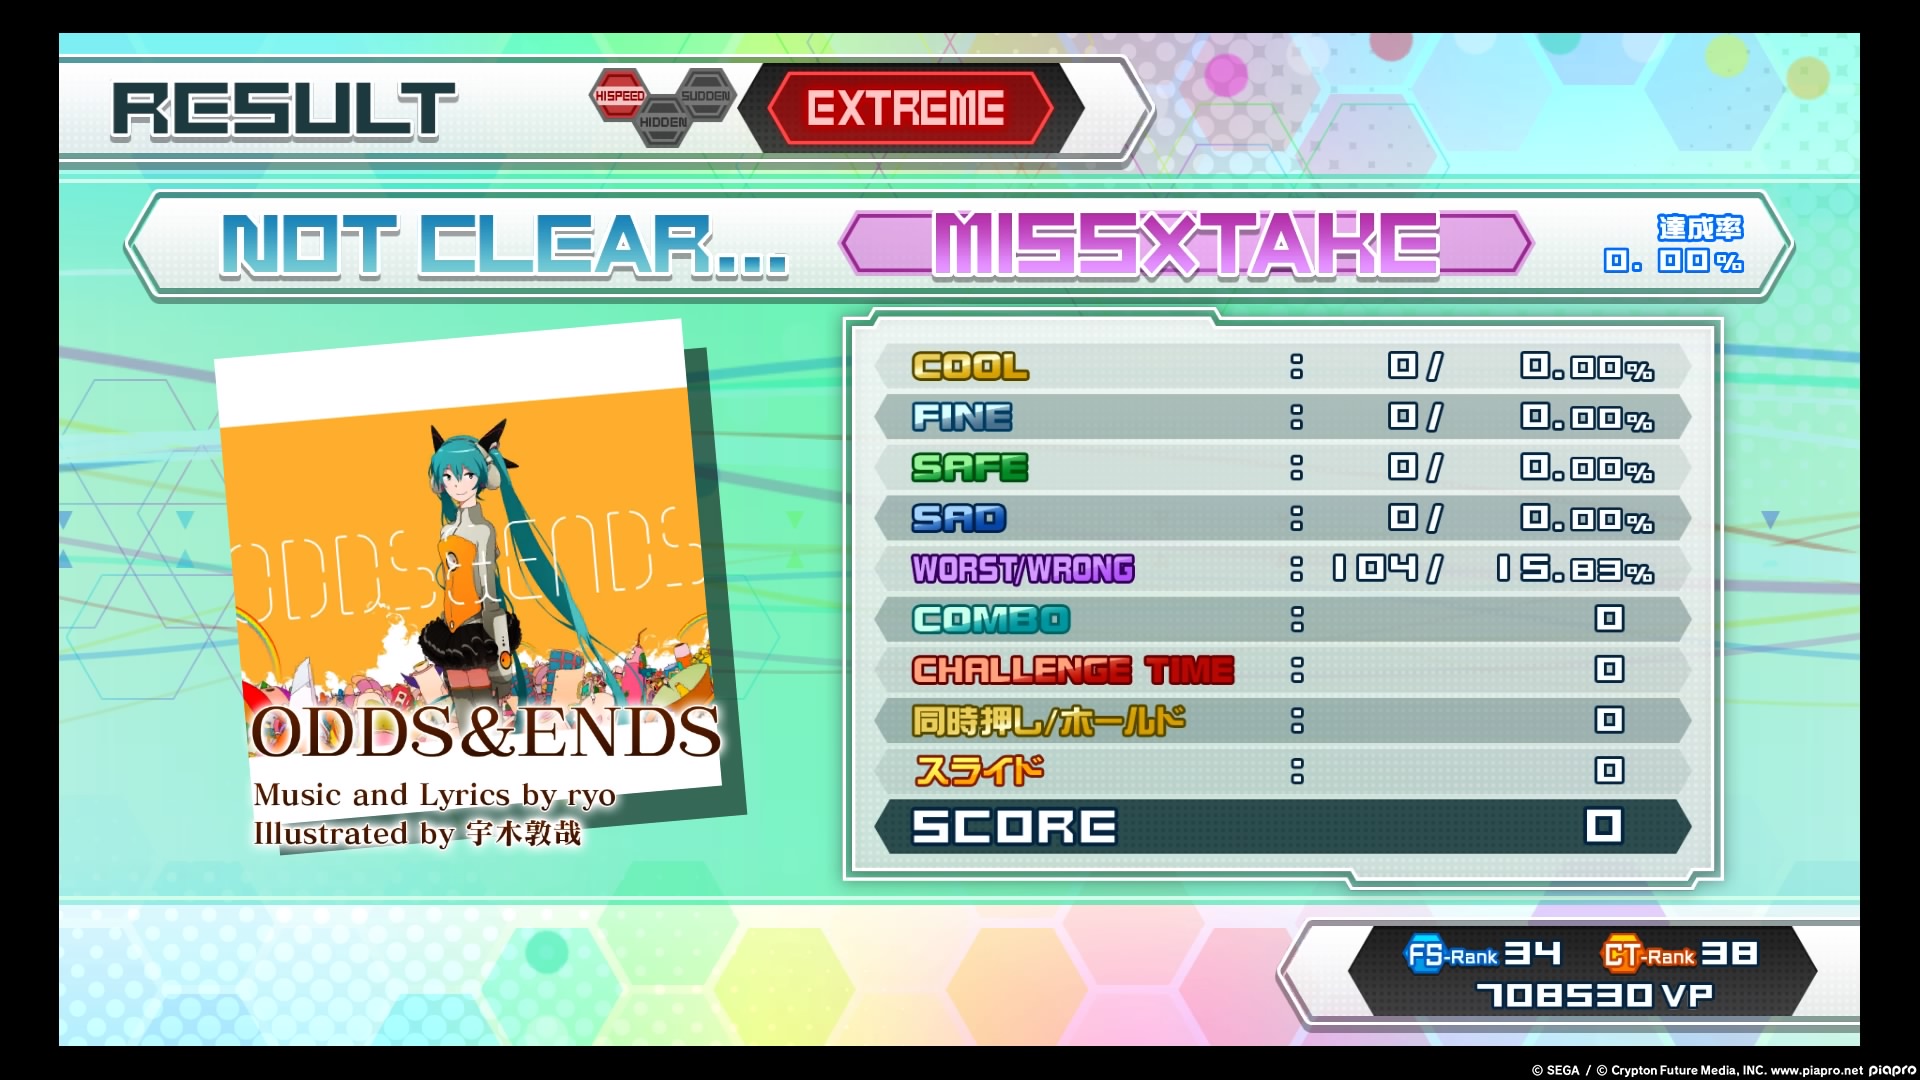 RESULT
HISPEED
HIDDEN
SUDDEN
EXTREME
NOT CLEAR...
MISS×TAKE
達成率
0.00%
ODDS&ENDS
ODDS&ENDS
Music and Lyrics by ryo
Illustrated by 宇木敦哉
COOL : 0/ 0.00%
FINE : 0/ 0.00%
SAFE : 0/ 0.00%
SAD : 0/ 0.00%
WORST/WRONG : 104/ 15.83%
COMBO : 0
CHALLENGE TIME : 0
同時押し/ホールド : 0
スライド : 0
SCORE 0
FS-Rank 34 CT-Rank 38
708530 VP
© SEGA / © Crypton Future Media, INC. www.piapro.net piapro